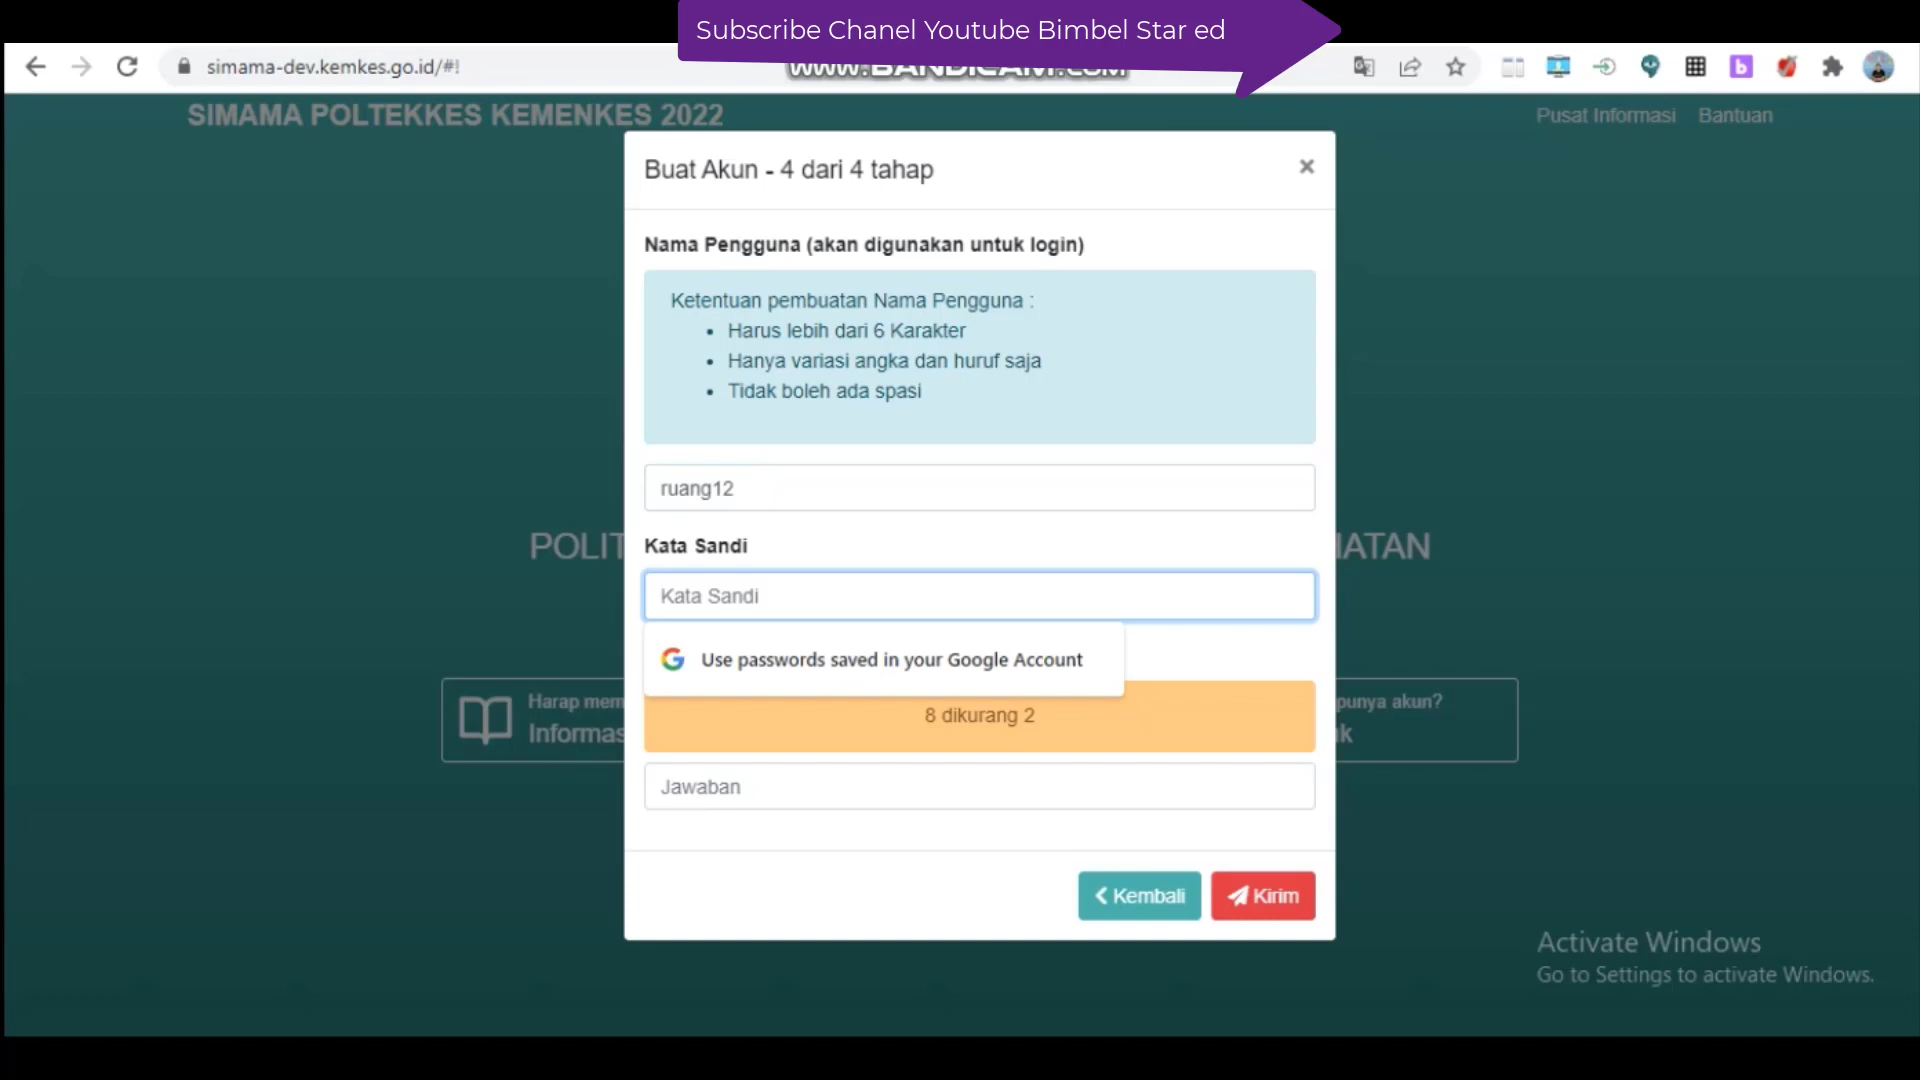 Subscribe Chanel Youtube Bimbel Star ed
simama-dev.kemkes.go.id/#!
www.BANDICAM.com
SIMAMA POLTEKKES KEMENKES 2022
Pusat Informasi
Bantuan
Buat Akun - 4 dari 4 tahap
×
Nama Pengguna (akan digunakan untuk login)
Ketentuan pembuatan Nama Pengguna :
• Harus lebih dari 6 Karakter
• Hanya variasi angka dan huruf saja
• Tidak boleh ada spasi
ruang12
POLIT
IATAN
Kata Sandi
Kata Sandi
Use passwords saved in your Google Account
Harap mem
Informas
punya akun?
k
8 dikurang 2
Jawaban
Kembali
Kirim
Activate Windows
Go to Settings to activate Windows.